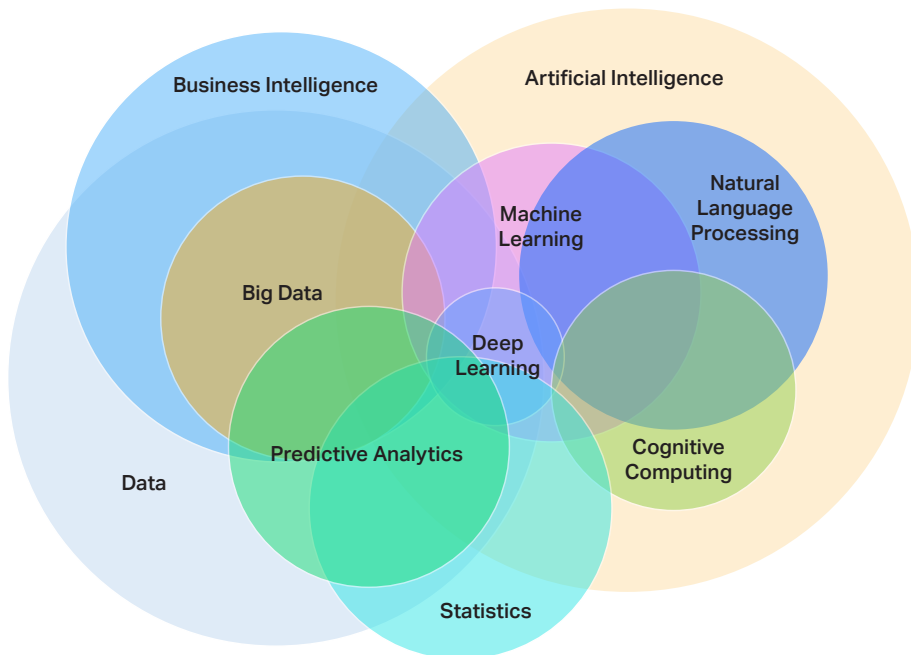 Business Intelligence
Artificial Intelligence
Natural
Language
Processing
Machine
Learning
Big Data
Deep
Learning
Predictive Analytics
Cognitive
Computing
Data
Statistics